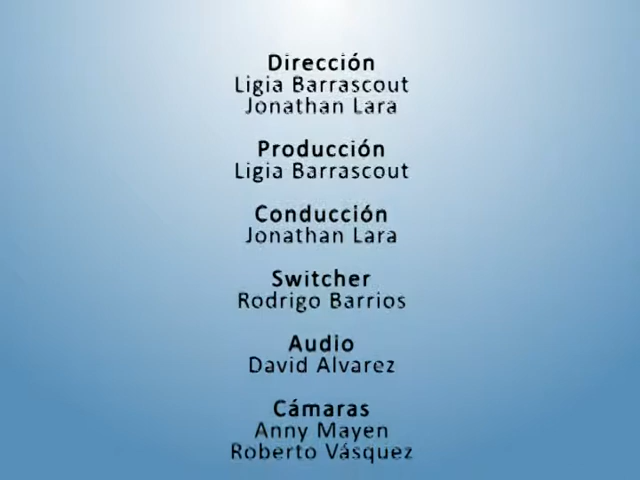 Dirección
Ligia Barrascout
Jonathan Lara
Producción
Ligia Barrascout
Conducción
Jonathan Lara
Switcher
Rodrigo Barrios
Audio
David Alvarez
Cámaras
Anny Mayen
Roberto Vásquez